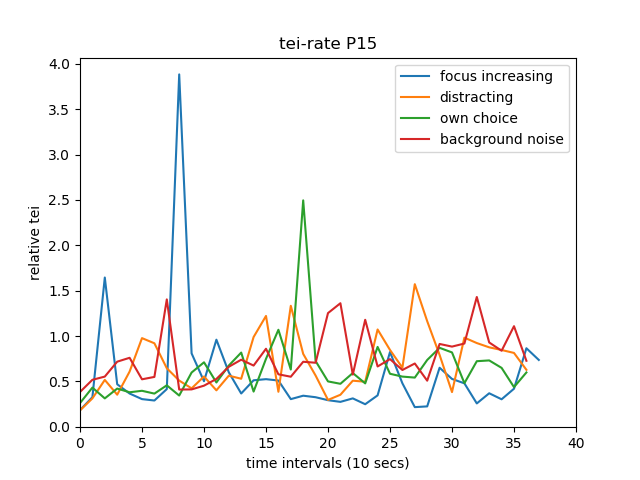 tei-rate P15
4.0
3.5
3.0
2.5
2.0
1.5
1.0
0.5
0.0
relative tei
focus increasing
distracting
own choice
background noise
0 5 10 15 20 25 30 35 40
time intervals (10 secs)